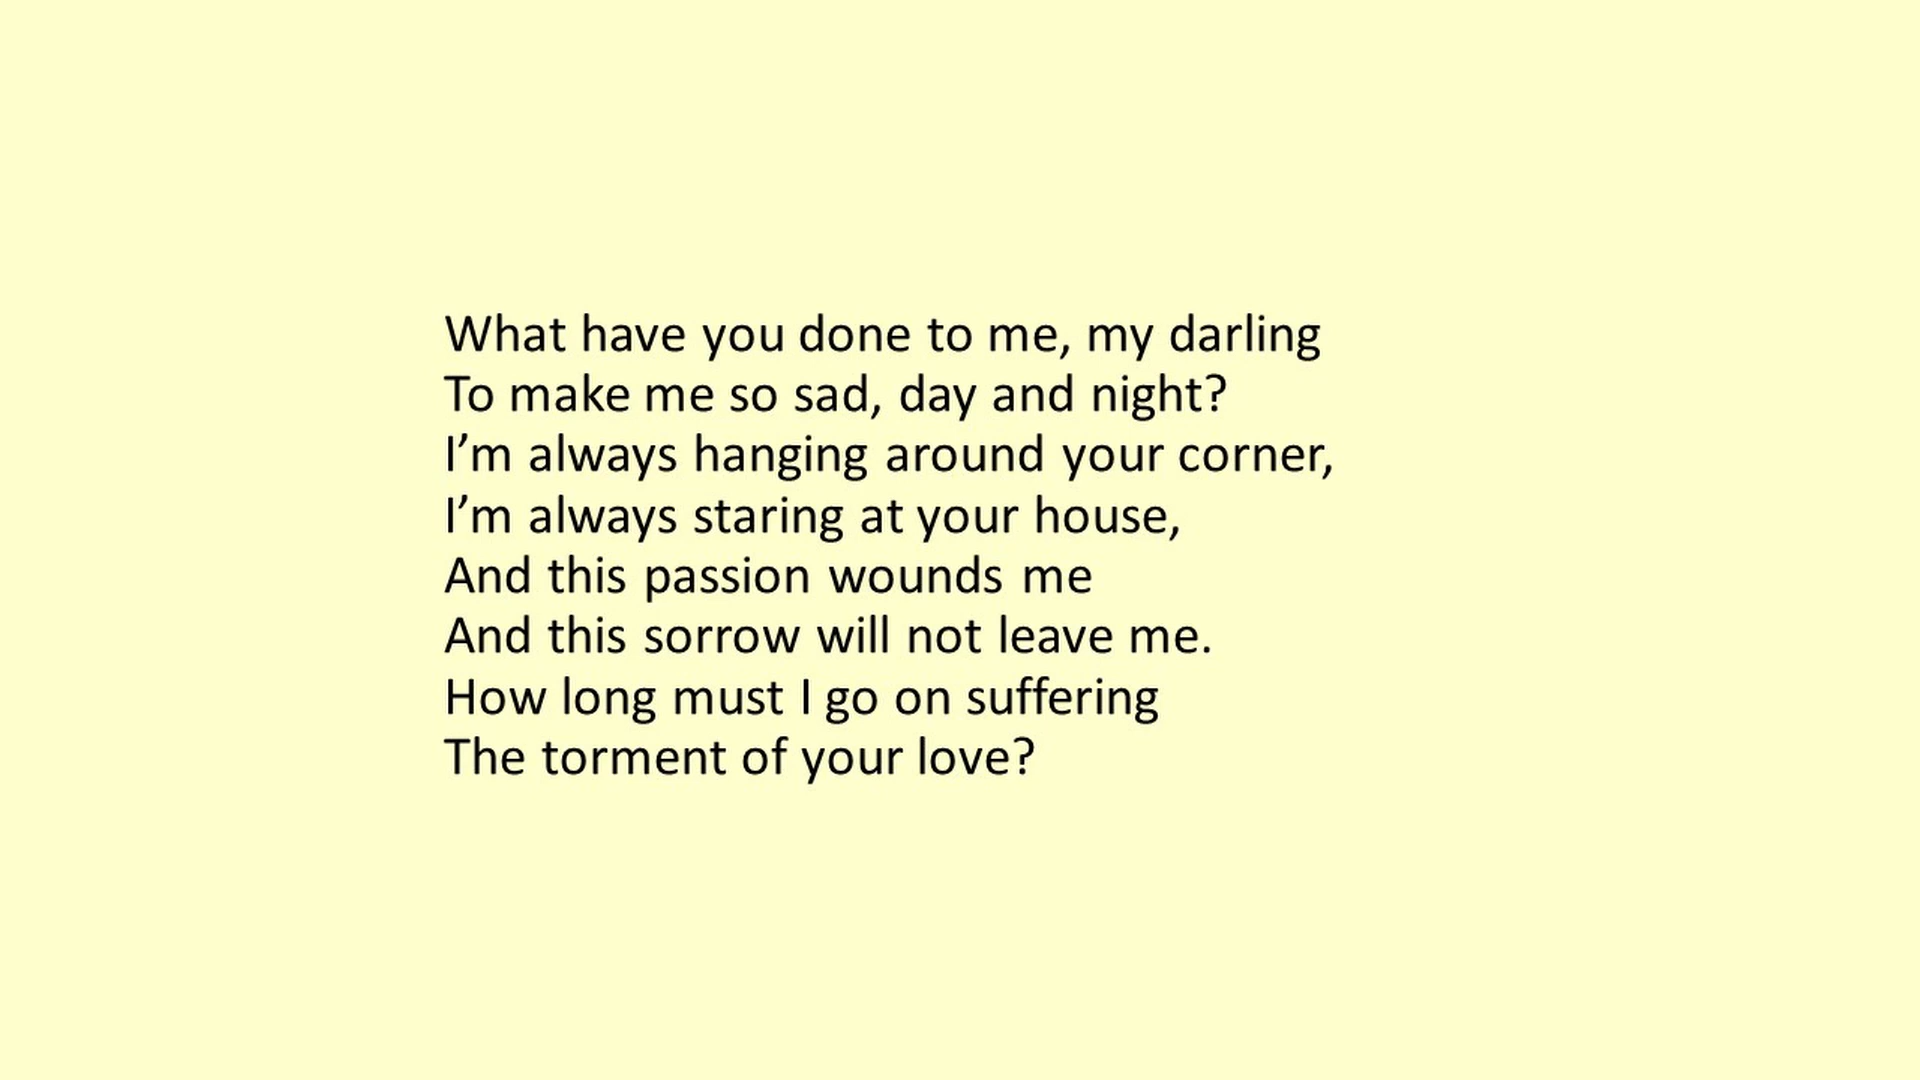 What have you done to me, my darling
To make me so sad, day and night?
I’m always hanging around your corner,
I’m always staring at your house,
And this passion wounds me
And this sorrow will not leave me.
How long must I go on suffering
The torment of your love?